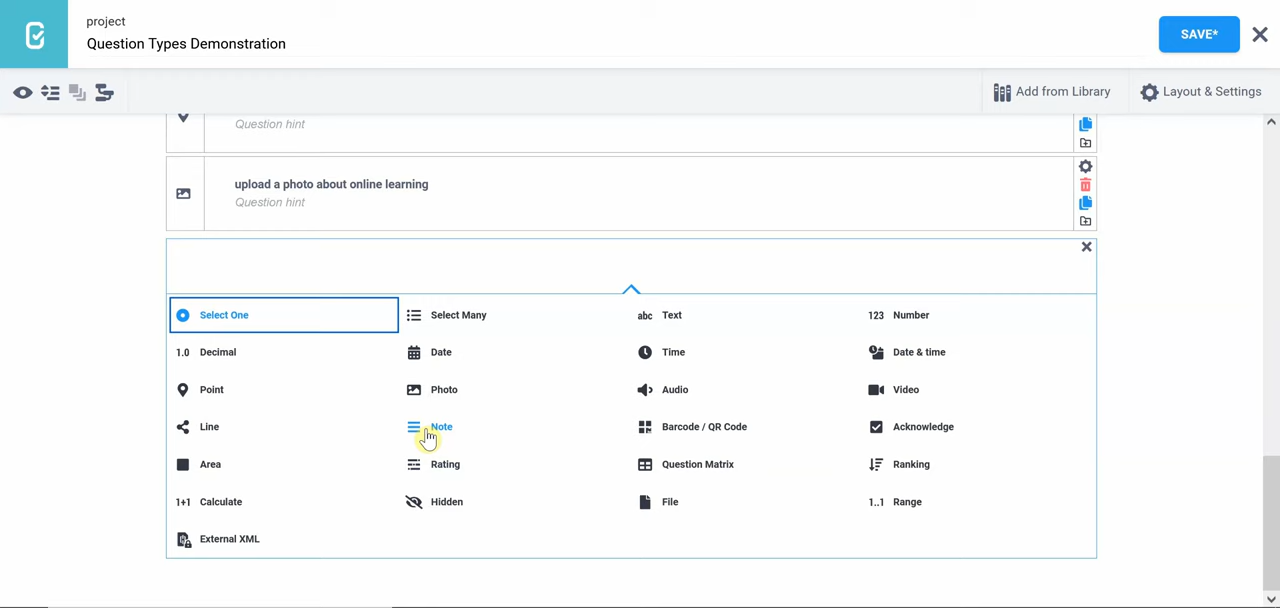 project
Question Types Demonstration
SAVE*
Add from Library
Layout & Settings
Question hint
upload a photo about online learning
Question hint
Select One
Select Many
abc Text
123 Number
1.0 Decimal
Date
Time
Date & time
Point
Photo
Audio
Video
Line
Note
Barcode / QR Code
Acknowledge
Area
Rating
Question Matrix
Ranking
1+1 Calculate
Hidden
File
1..1 Range
External XML